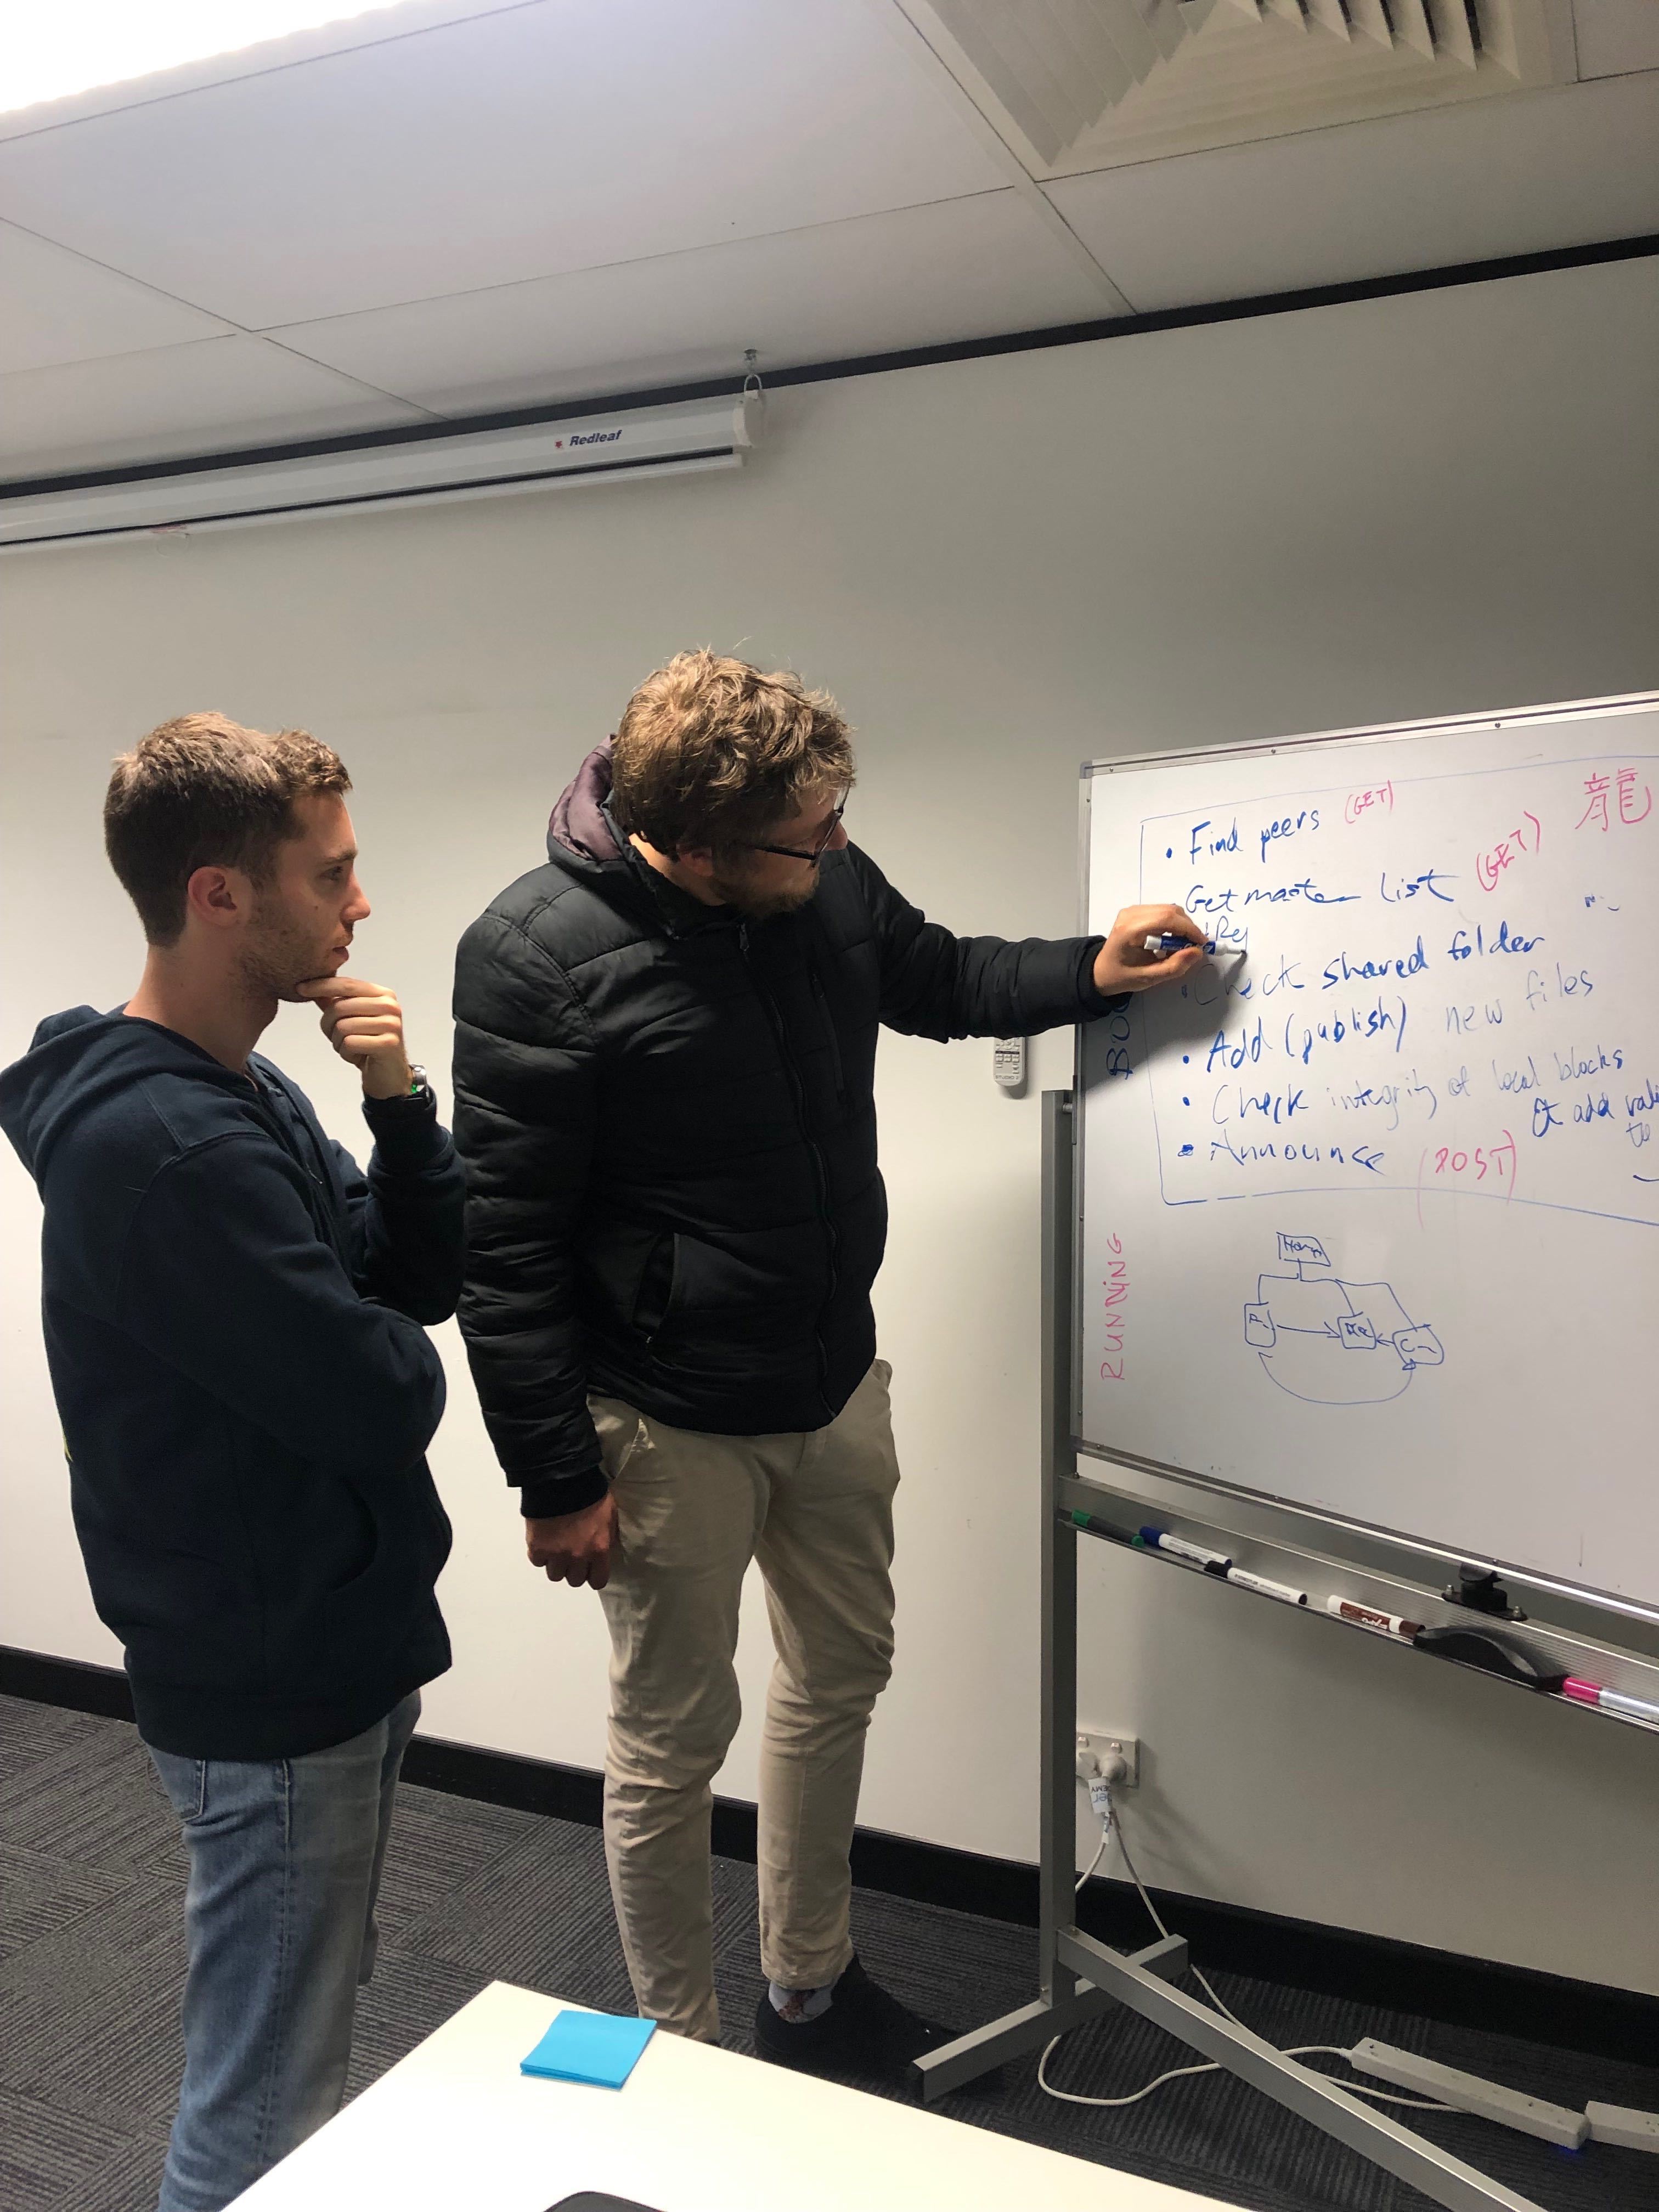 Redleaf
龍
• Find peers (GET)
Get master list (GET)
• Check shared folder
• Add (publish) new files
• Check integrity of local blocks
& add
to
• Announce (POST)
RUNNING